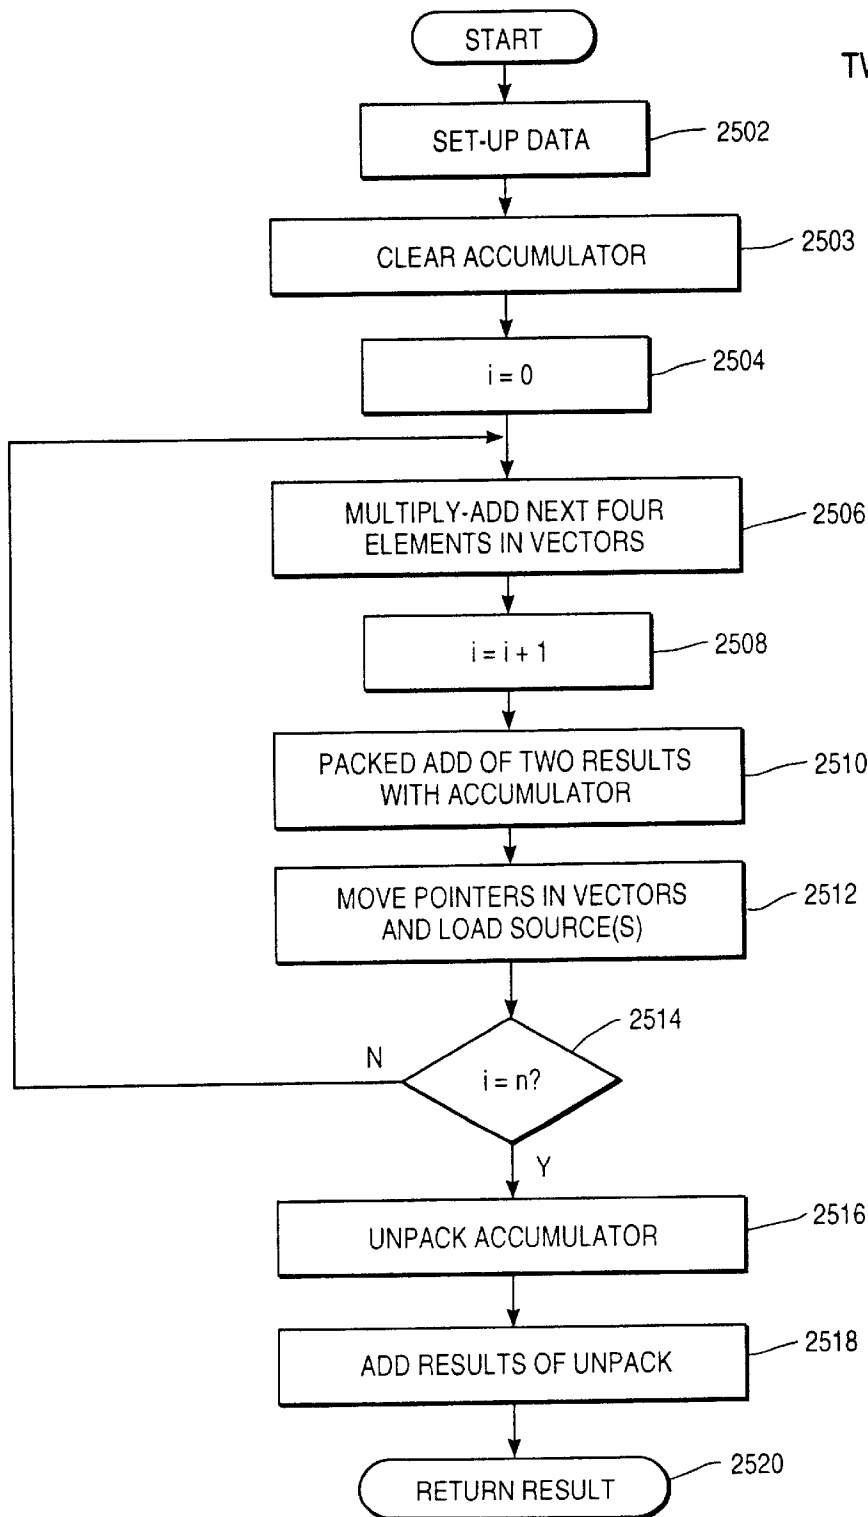 START
TV
SET-UP DATA
2502
CLEAR ACCUMULATOR
2503
i = 0
2504
MULTIPLY-ADD NEXT FOUR
ELEMENTS IN VECTORS
2506
i = i + 1
2508
PACKED ADD OF TWO RESULTS
WITH ACCUMULATOR
2510
MOVE POINTERS IN VECTORS
AND LOAD SOURCE(S)
2512
2514
N
i = n?
Y
UNPACK ACCUMULATOR
2516
ADD RESULTS OF UNPACK
2518
RETURN RESULT
2520